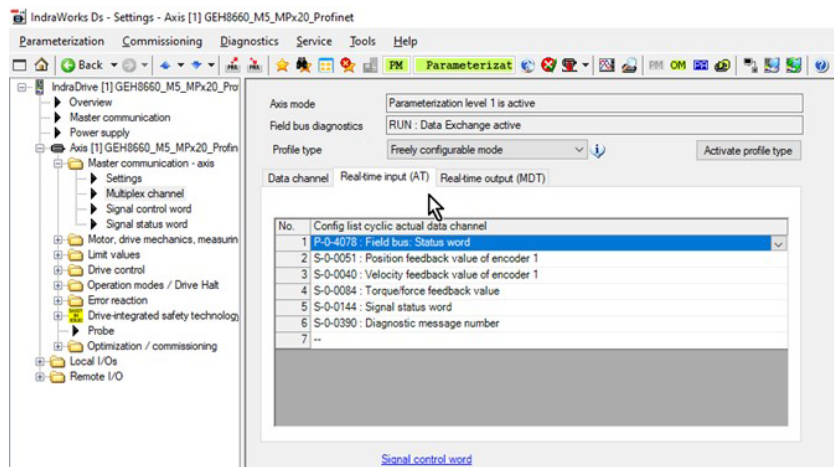 IndraWorks Ds - Settings - Axis [1] GEH8660_M5_MPx20_Profinet
Parameterization Commissioning Diagnostics Service Tools Help
Back PM Parameterizat PM OM
IndraDrive [1] GEH8660_M5_MPx20_Pro
Overview
Master communication
Power supply
Axis [1] GEH8660_M5_MPx20_Profin
Master communication - axis
Settings
Multiplex channel
Signal control word
Signal status word
Motor, drive mechanics, measurin
Limit values
Drive control
Operation modes / Drive Halt
Error reaction
Drive-integrated safety technology
Probe
Optimization / commissioning
Local I/Os
Remote I/O
Axis mode Parameterization level 1 is active
Field bus diagnostics RUN : Data Exchange active
Profile type Freely configurable mode Activate profile type
Data channel Real-time input (AT) Real-time output (MDT)
No. Config list cyclic actual data channel
1 P-0-4078 : Field bus: Status word
2 S-0-0051 : Position feedback value of encoder 1
3 S-0-0040 : Velocity feedback value of encoder 1
4 S-0-0084 : Torque/force feedback value
5 S-0-0144 : Signal status word
6 S-0-0390 : Diagnostic message number
7 --
Signal control word